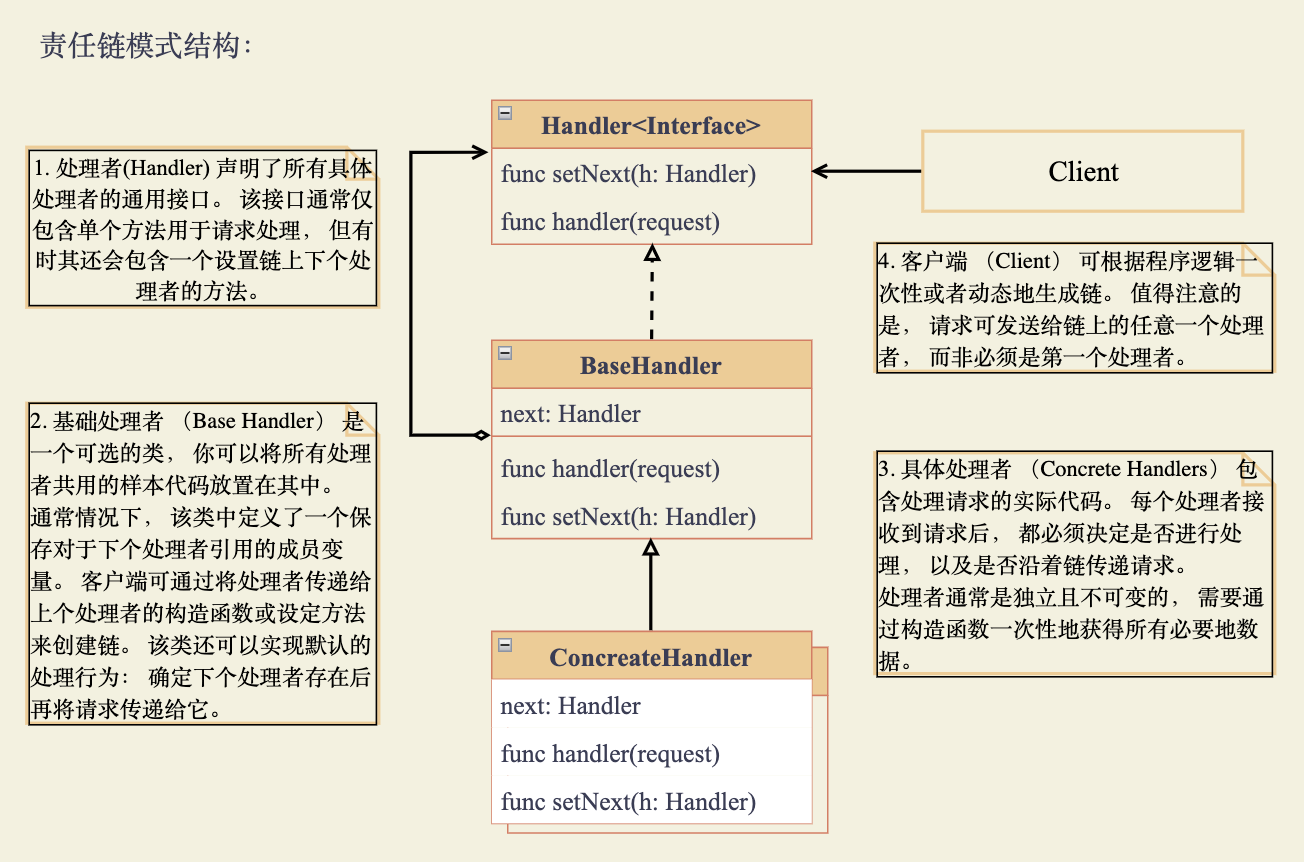 责任链模式结构：
1. 处理者(Handler) 声明了所有具体
处理者的通用接口。 该接口通常仅
包含单个方法用于请求处理， 但有
时其还会包含一个设置链上下个处
理者的方法。
2. 基础处理者 （Base Handler） 是
一个可选的类， 你可以将所有处理
者共用的样本代码放置在其中。
通常情况下， 该类中定义了一个保
存对于下个处理者引用的成员变
量。 客户端可通过将处理者传递给
上个处理者的构造函数或设定方法
来创建链。 该类还可以实现默认的
处理行为： 确定下个处理者存在后
再将请求传递给它。
Handler<Interface>
func setNext(h: Handler)
func handler(request)
BaseHandler
next: Handler
func handler(request)
func setNext(h: Handler)
ConcreateHandler
next: Handler
func handler(request)
func setNext(h: Handler)
Client
4. 客户端 （Client） 可根据程序逻辑一
次性或者动态地生成链。 值得注意的
是， 请求可发送给链上的任意一个处理
者， 而非必须是第一个处理者。
3. 具体处理者 （Concrete Handlers） 包
含处理请求的实际代码。 每个处理者接
收到请求后， 都必须决定是否进行处
理， 以及是否沿着链传递请求。
处理者通常是独立且不可变的， 需要通
过构造函数一次性地获得所有必要地数
据。